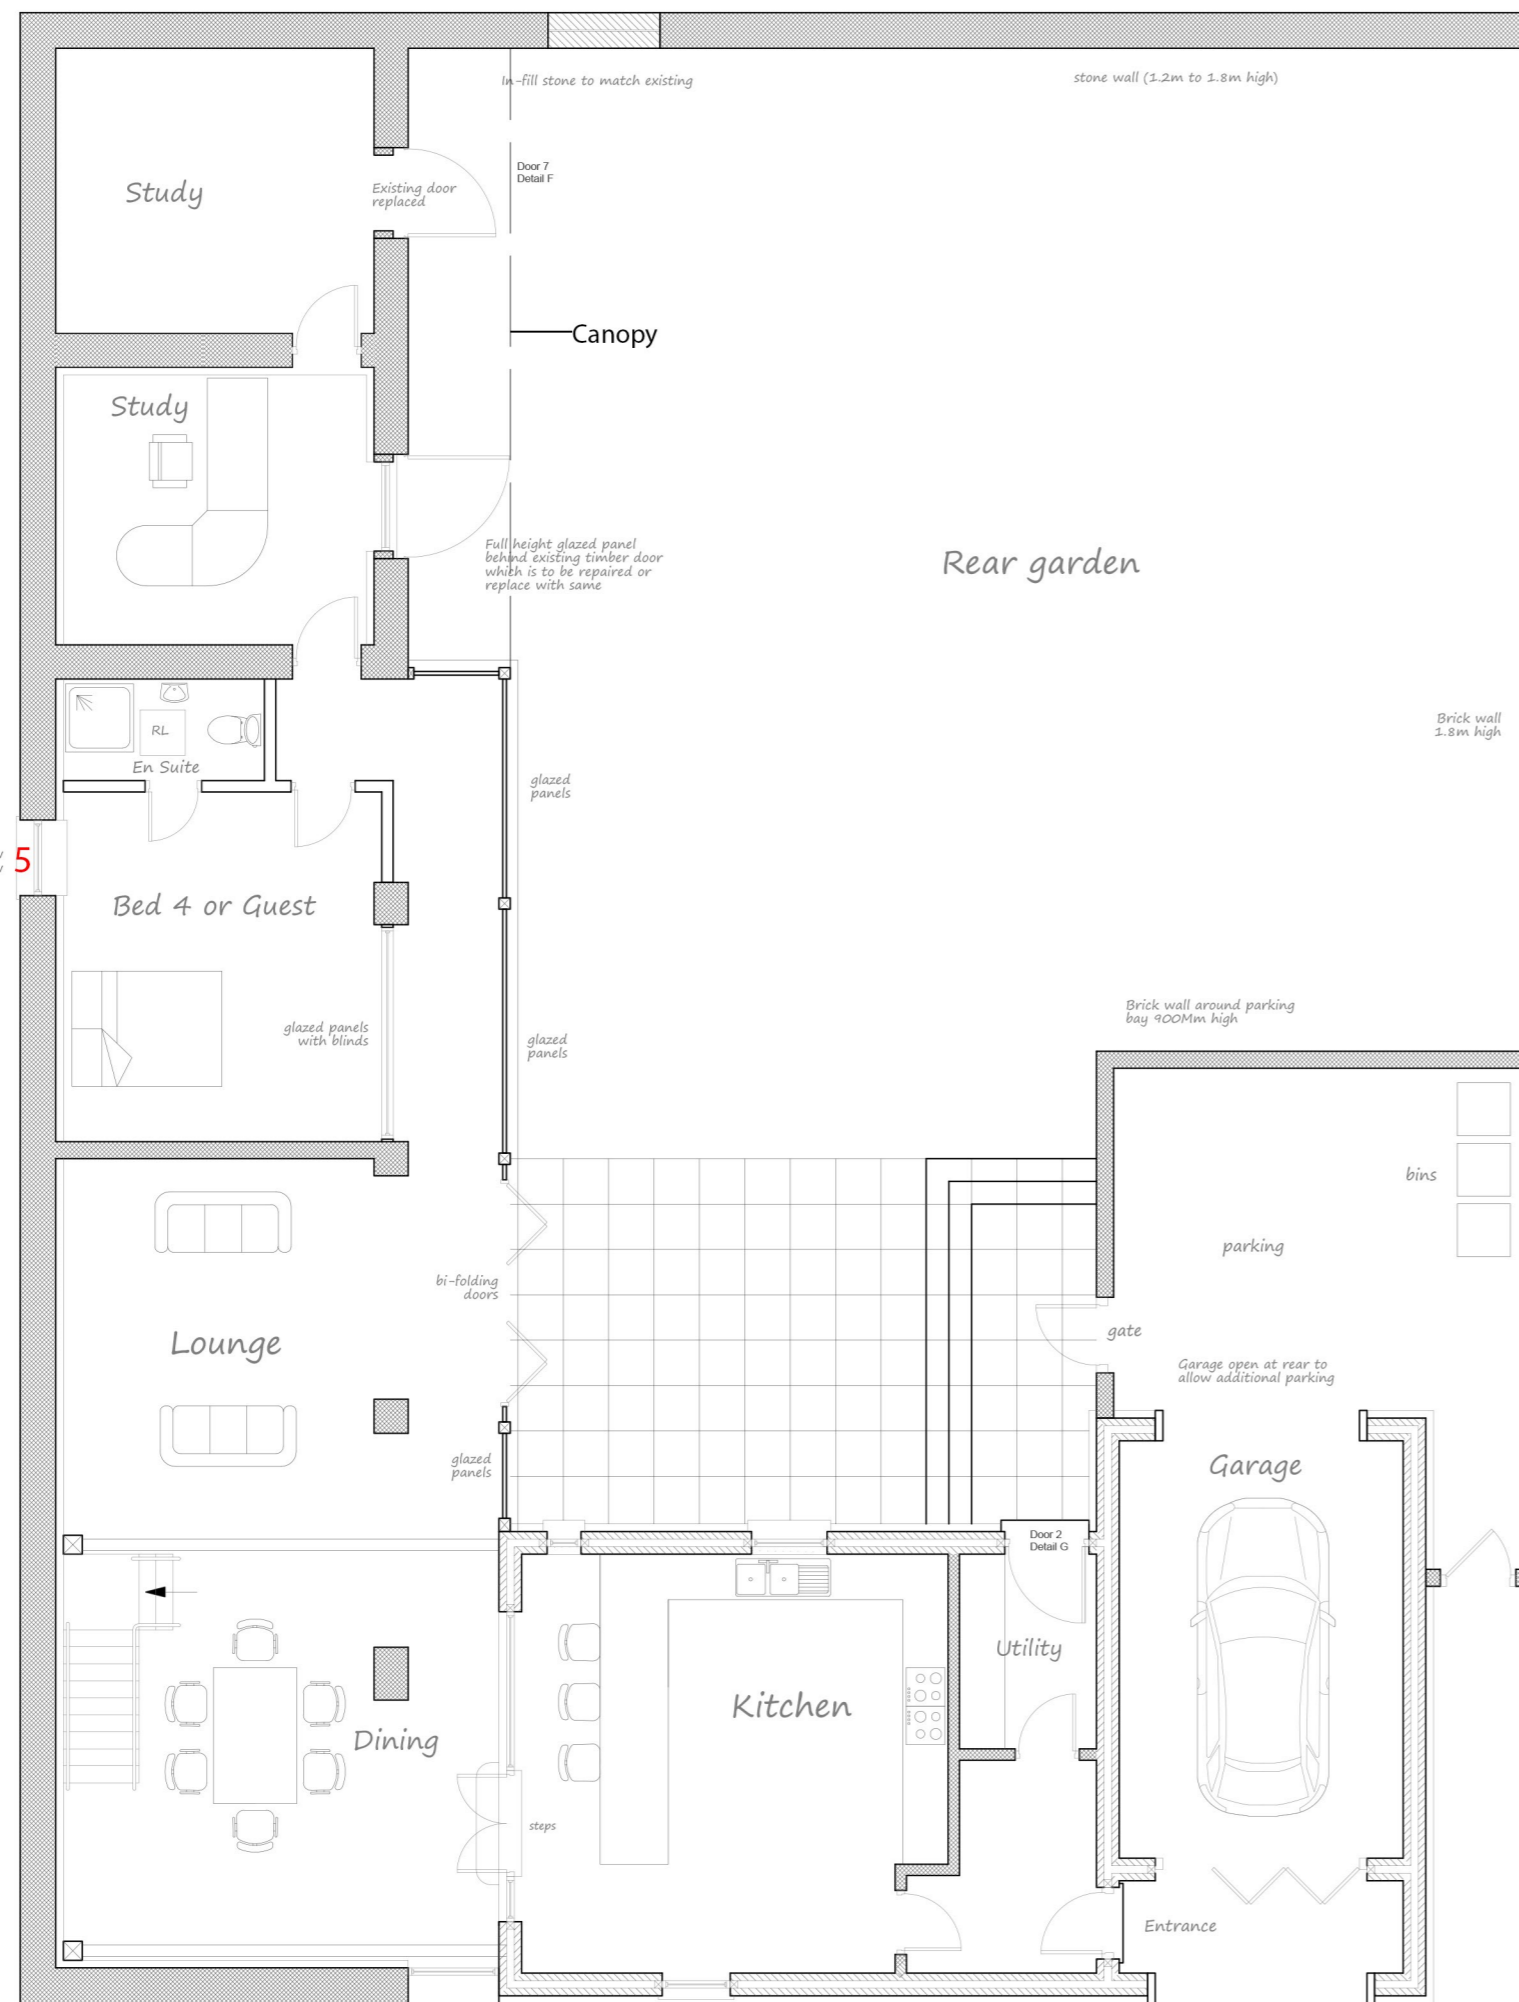 In-fill stone to match existing
stone wall (1.2m to 1.8m high)
Door 7
Detail F
Study
Existing door
replaced
Canopy
Study
Full height glazed panel
behind existing timber door
which is to be repaired or
replace with same
Rear garden
RL
En Suite
glazed
panels
Brick wall
1.8m high
5
Bed 4 or Guest
glazed panels
with blinds
glazed
panels
Brick wall around parking
bay 900Mm high
bins
parking
bi-folding
doors
Lounge
gate
Garage open at rear to
allow additional parking
glazed
panels
Garage
Door 2
Detail G
Utility
Kitchen
Dining
steps
Entrance